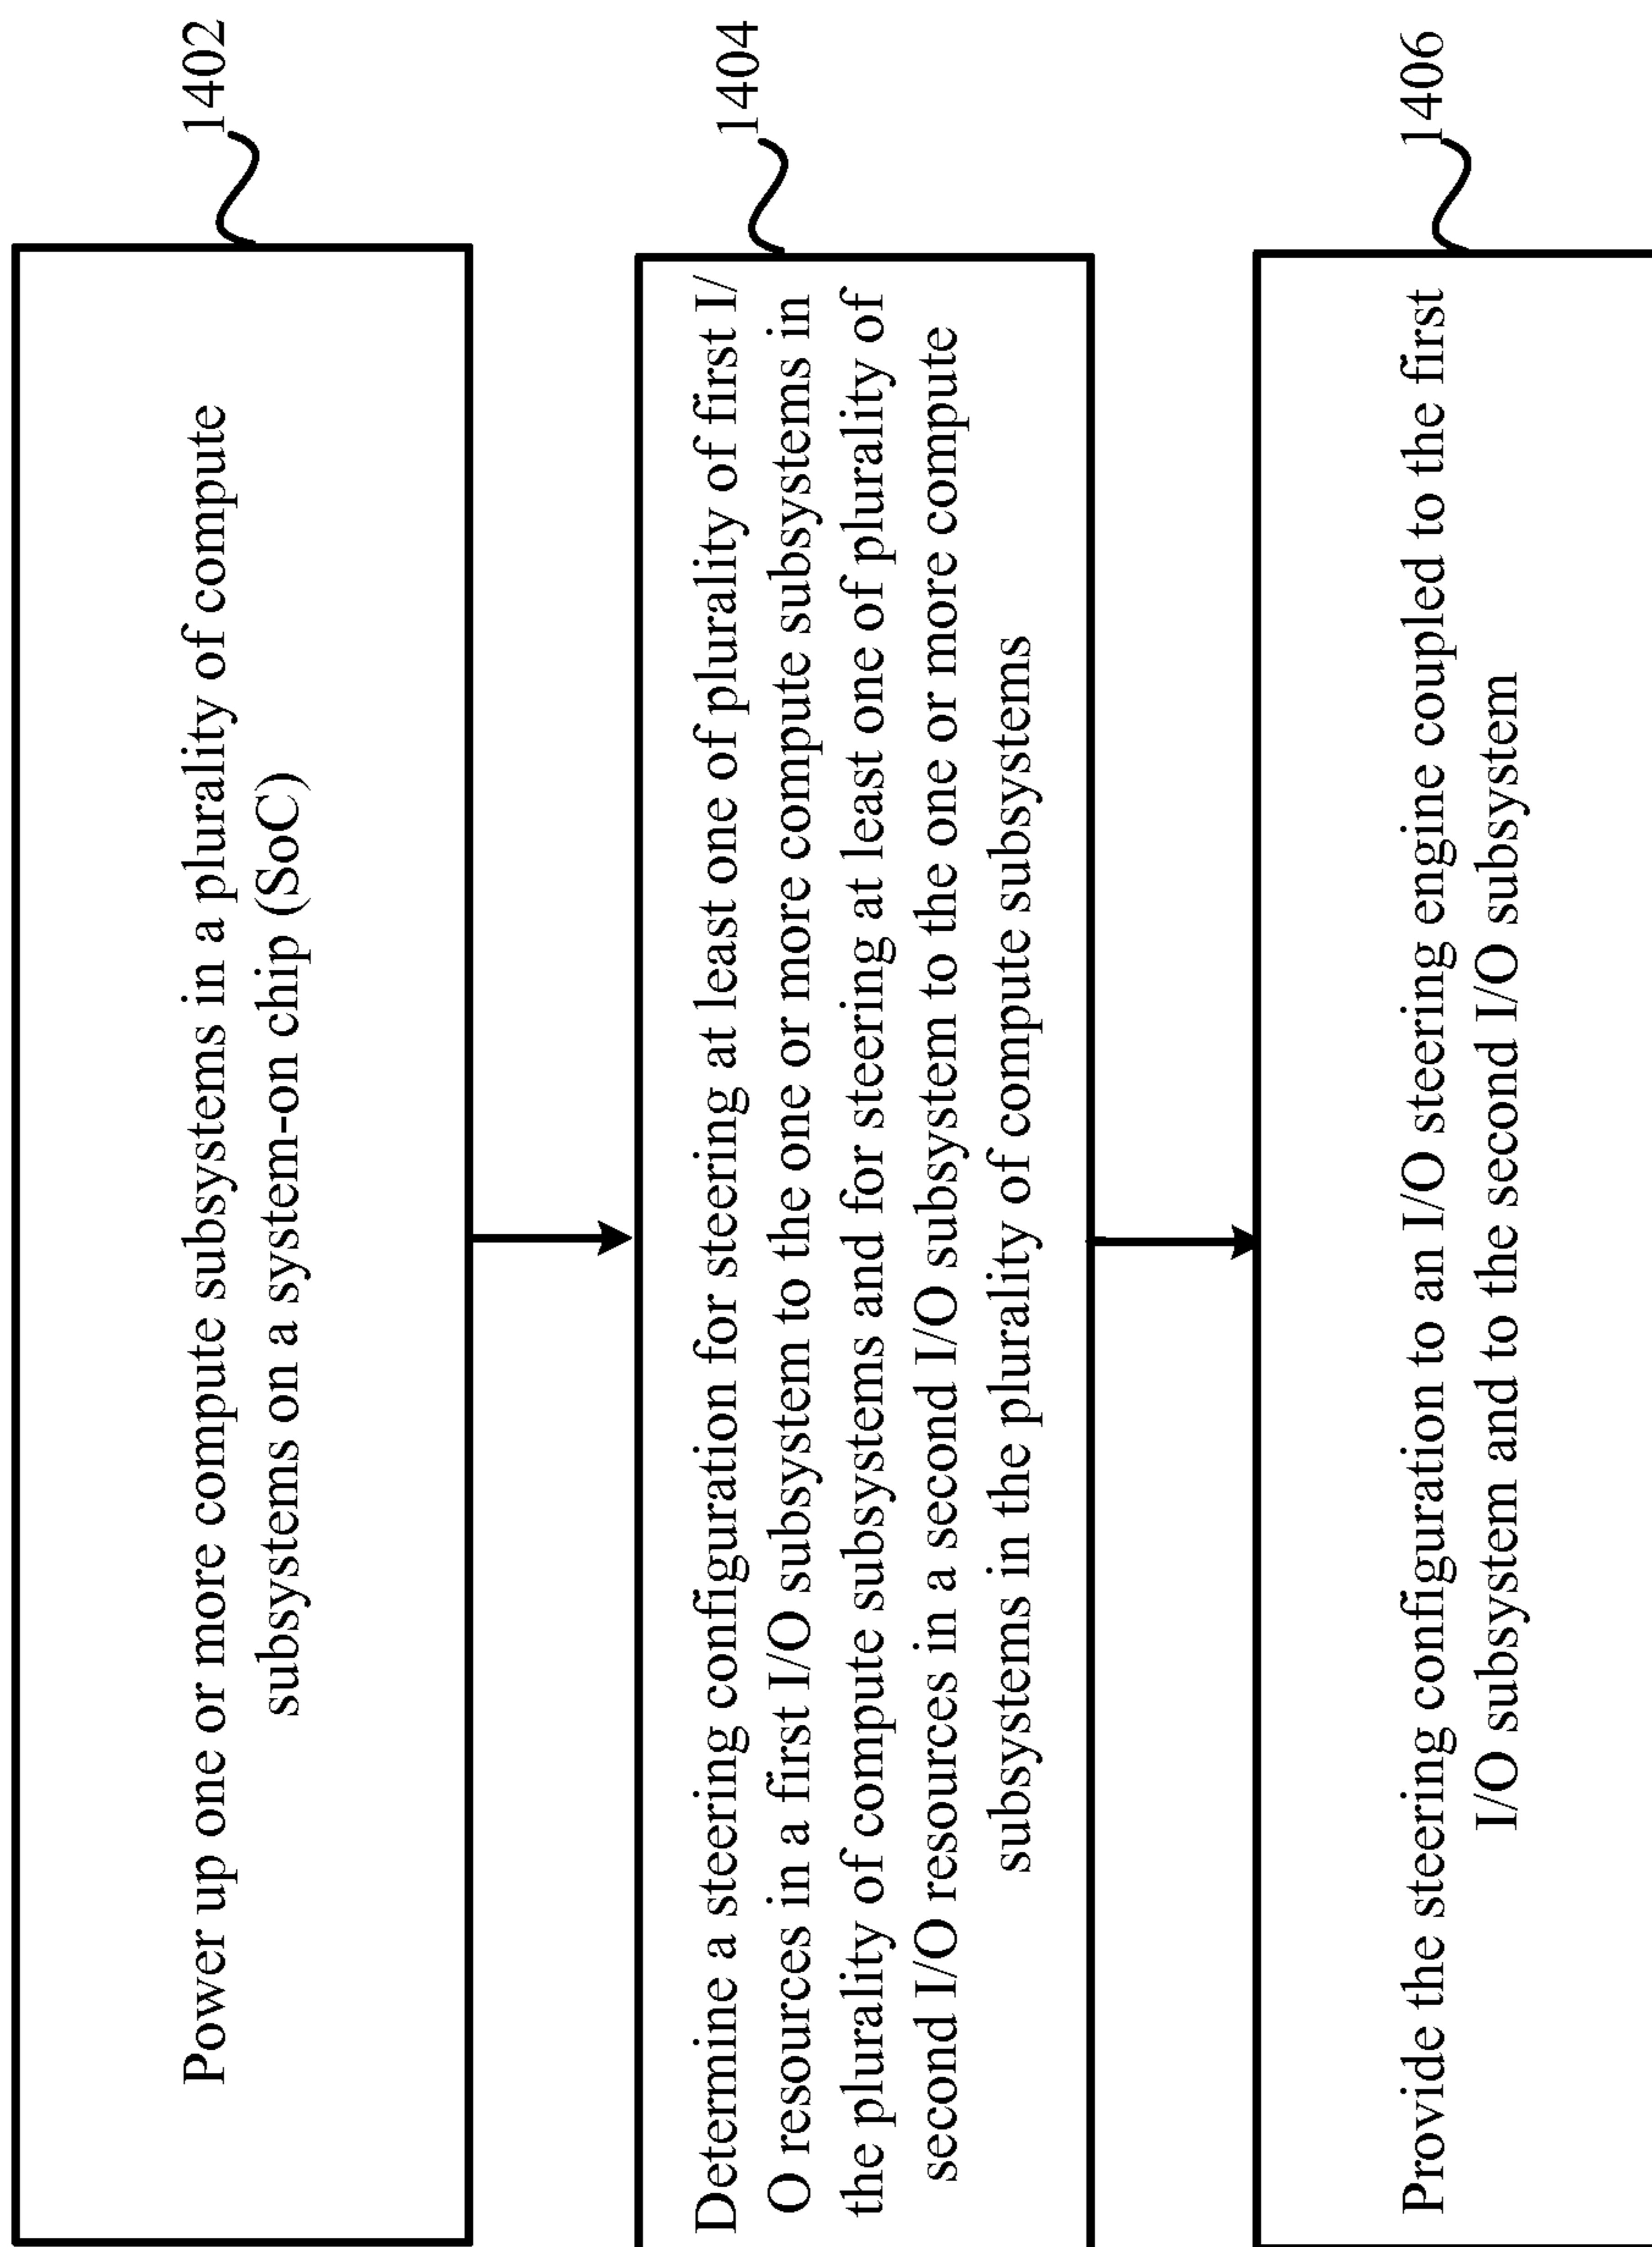 Power up one or more compute subsystems in a plurality of compute
subsystems on a system-on chip (SoC)
1402
Determine a steering configuration for steering at least one of plurality of first I/
O resources in a first I/O subsystem to the one or more compute subsystems in
the plurality of compute subsystems and for steering at least one of plurality of
second I/O resources in a second I/O subsystem to the one or more compute
subsystems in the plurality of compute subsystems
1404
Provide the steering configuration to an I/O steering engine coupled to the first
I/O subsystem and to the second I/O subsystem
1406